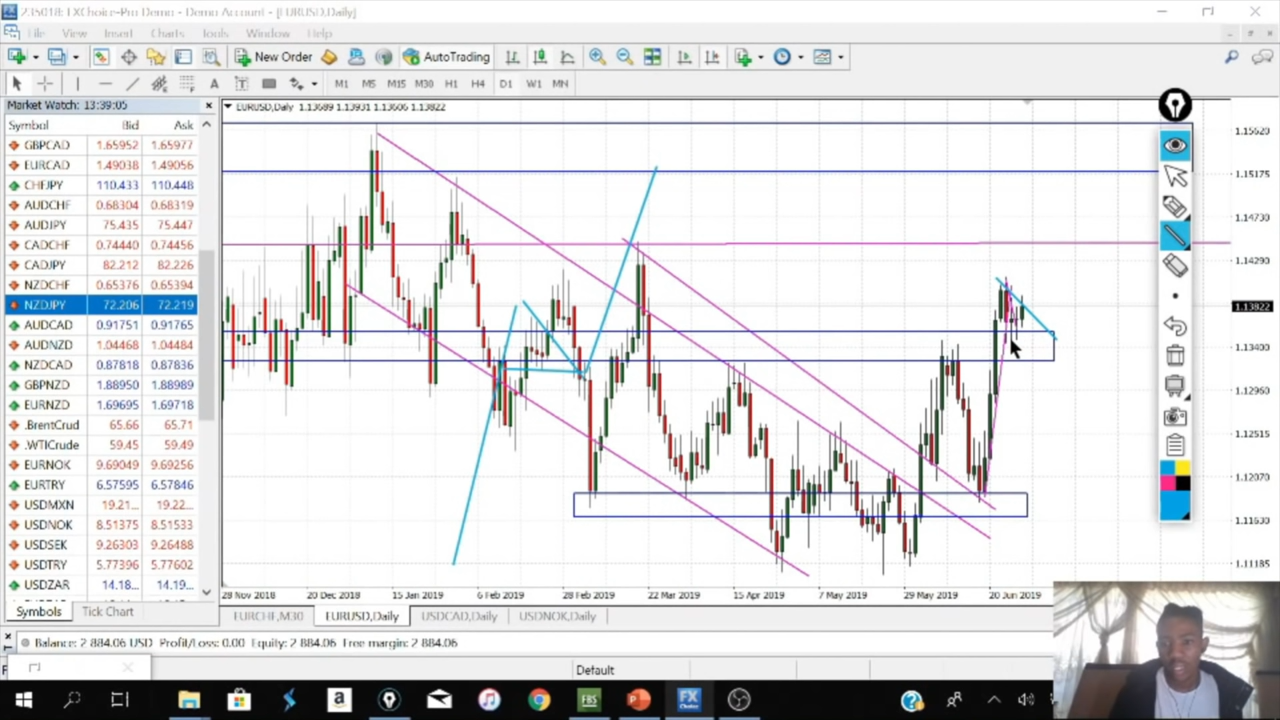 235018: FXChoice-Pro Demo - Demo Account - [EURUSD,Daily]
File View Insert Charts Tools Window Help
New Order AutoTrading
A T M1 M5 M15 M30 H1 H4 D1 W1 MN
Market Watch: 13:39:05
Symbol Bid Ask
GBPCAD 1.65952 1.65977
EURCAD 1.49038 1.49056
CHFJPY 110.433 110.448
AUDCHF 0.68304 0.68319
AUDJPY 75.435 75.447
CADCHF 0.74440 0.74456
CADJPY 82.212 82.226
NZDCHF 0.65376 0.65394
NZDJPY 72.206 72.219
AUDCAD 0.91751 0.91765
AUDNZD 1.04468 1.04484
NZDCAD 0.87818 0.87836
GBPNZD 1.88950 1.88989
EURNZD 1.69695 1.69718
.BrentCrud 65.66 65.71
.WTICrude 59.45 59.49
EURNOK 9.69049 9.69256
EURTRY 6.57595 6.57846
USDMXN 19.21... 19.22...
USDNOK 8.51375 8.51533
USDSEK 9.26303 9.26488
USDTRY 5.77396 5.77602
USDZAR 14.18... 14.19...
Symbols Tick Chart
EURUSD,Daily 1.13689 1.13931 1.13606 1.13822
1.15620
1.15175
1.14730
1.14290
1.13822
1.13400
1.12960
1.12515
1.12070
1.11630
1.11185
28 Nov 2018 20 Dec 2018 15 Jan 2019 6 Feb 2019 28 Feb 2019 22 Mar 2019 15 Apr 2019 7 May 2019 29 May 2019 20 Jun 2019
EURCHF,M30 EURUSD,Daily USDCAD,Daily USDNOK,Daily
Balance: 2 884.06 USD Profit/Loss: 0.00 Equity: 2 884.06 Free margin: 2 884.06
Default
FBS
FX
Choice